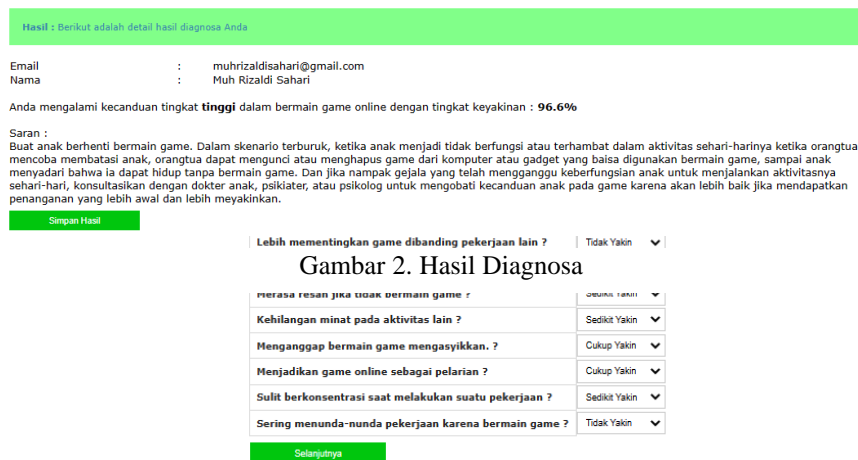 Hasil : Berikut adalah detail hasil diagnosa Anda
Email : muhrizaldisahari@gmail.com
Nama : Muh Rizaldi Sahari
Anda mengalami kecanduan tingkat tinggi dalam bermain game online dengan tingkat keyakinan : 96.6%
Saran :
Buat anak berhenti bermain game. Dalam skenario terburuk, ketika anak menjadi tidak berfungsi atau terhambat dalam aktivitas sehari-harinya ketika orangtua
mencoba membatasi anak, orangtua dapat mengunci atau menghapus game dari komputer atau gadget yang baisa digunakan bermain game, sampai anak
menyadari bahwa ia dapat hidup tanpa bermain game. Dan jika nampak gejala yang telah mengganggu keberfungsian anak untuk menjalankan aktivitasnya
sehari-hari, konsultasikan dengan dokter anak, psikiater, atau psikolog untuk mengobati kecanduan anak pada game karena akan lebih baik jika mendapatkan
penanganan yang lebih awal dan lebih meyakinkan.
Simpan Hasil
Lebih mementingkan game dibanding pekerjaan lain ? Tidak Yakin
Gambar 2. Hasil Diagnosa
Merasa resah jika tidak bermain game ? Sedikit Yakin
Kehilangan minat pada aktivitas lain ? Sedikit Yakin
Menganggap bermain game mengasyikkan. ? Cukup Yakin
Menjadikan game online sebagai pelarian ? Cukup Yakin
Sulit berkonsentrasi saat melakukan suatu pekerjaan ? Sedikit Yakin
Sering menunda-nunda pekerjaan karena bermain game ? Tidak Yakin
Selanjutnya